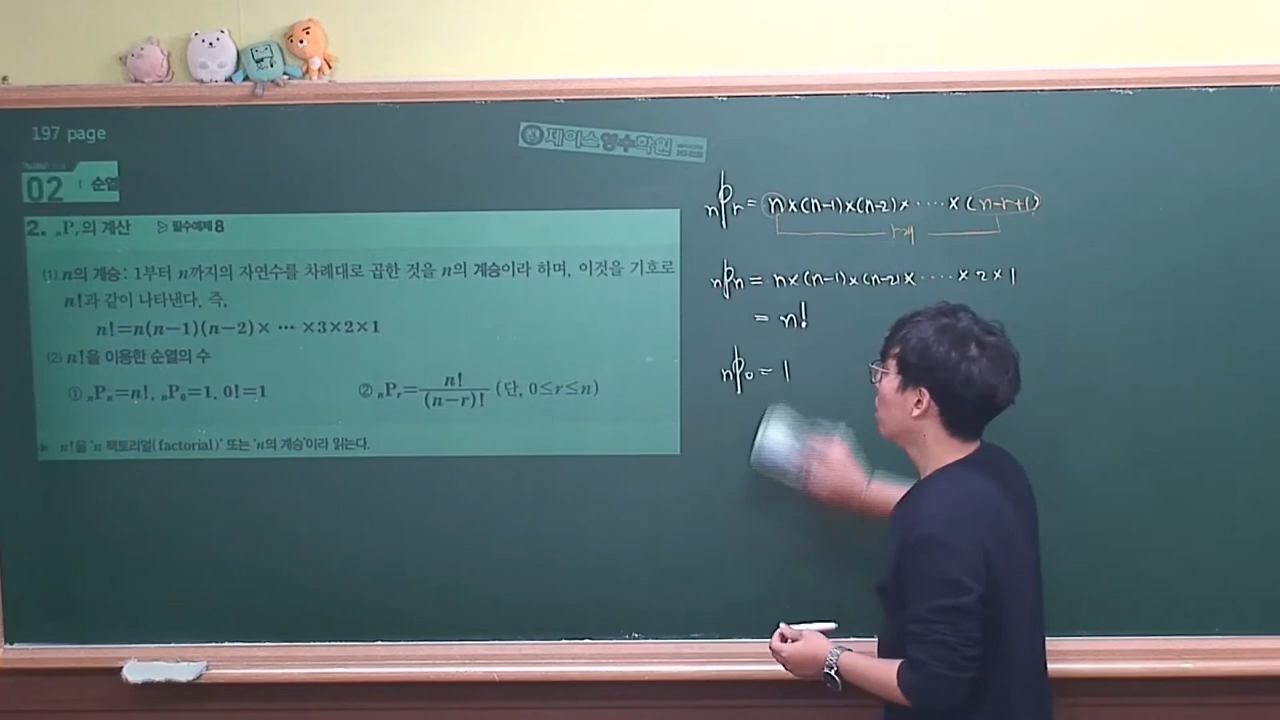 197 page
제이스영수학원
02 순열
2. ₙPᵣ의 계산 ▷ 필수예제 8
(1) n의 계승: 1부터 n까지의 자연수를 차례대로 곱한 것을 n의 계승이라 하며, 이것을 기호로
n!과 같이 나타낸다. 즉,
n!=n(n-1)(n-2)× ··· ×3×2×1
(2) n!을 이용한 순열의 수
① ₙPₙ=n!, ₙP₀=1, 0!=1 ② ₙPᵣ=n!/(n-r)! (단, 0≤r≤n)
▶ n!을 'n 팩토리얼(factorial)' 또는 'n의 계승'이라 읽는다.
ₙPᵣ=n×(n-1)×(n-2)×·····×(n-r+1)
r개
ₙPₙ=n×(n-1)×(n-2)×·····×2×1
=n!
ₙP₀=1